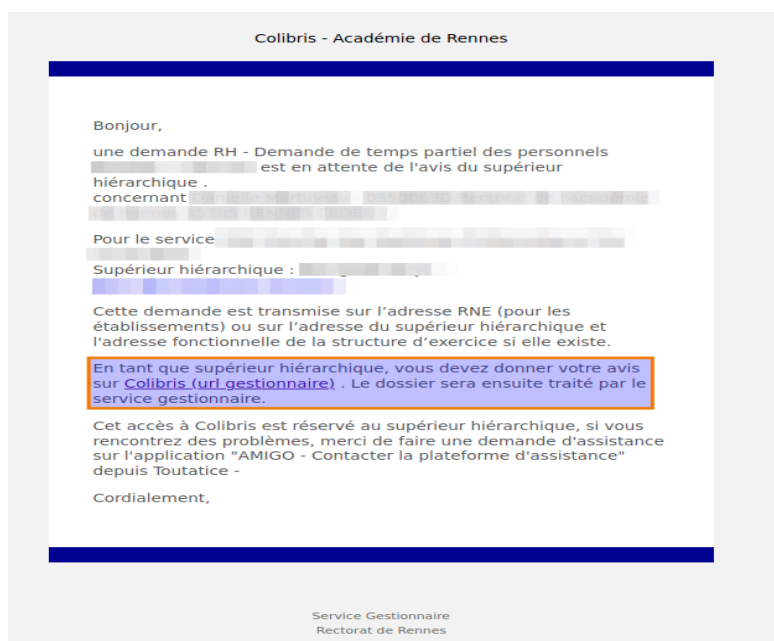 Colibris - Académie de Rennes
Bonjour,
une demande RH - Demande de temps partiel des personnels
est en attente de l'avis du supérieur
hiérarchique .
concernant
Pour le service
Supérieur hiérarchique :
Cette demande est transmise sur l’adresse RNE (pour les
établissements) ou sur l’adresse du supérieur hiérarchique et
l'adresse fonctionnelle de la structure d’exercice si elle existe.
En tant que supérieur hiérarchique, vous devez donner votre avis
sur Colibris (url gestionnaire) . Le dossier sera ensuite traité par le
service gestionnaire.
Cet accès à Colibris est réservé au supérieur hiérarchique, si vous
rencontrez des problèmes, merci de faire une demande d'assistance
sur l'application "AMIGO - Contacter la plateforme d'assistance"
depuis Toutatice -
Cordialement,
Service Gestionnaire
Rectorat de Rennes